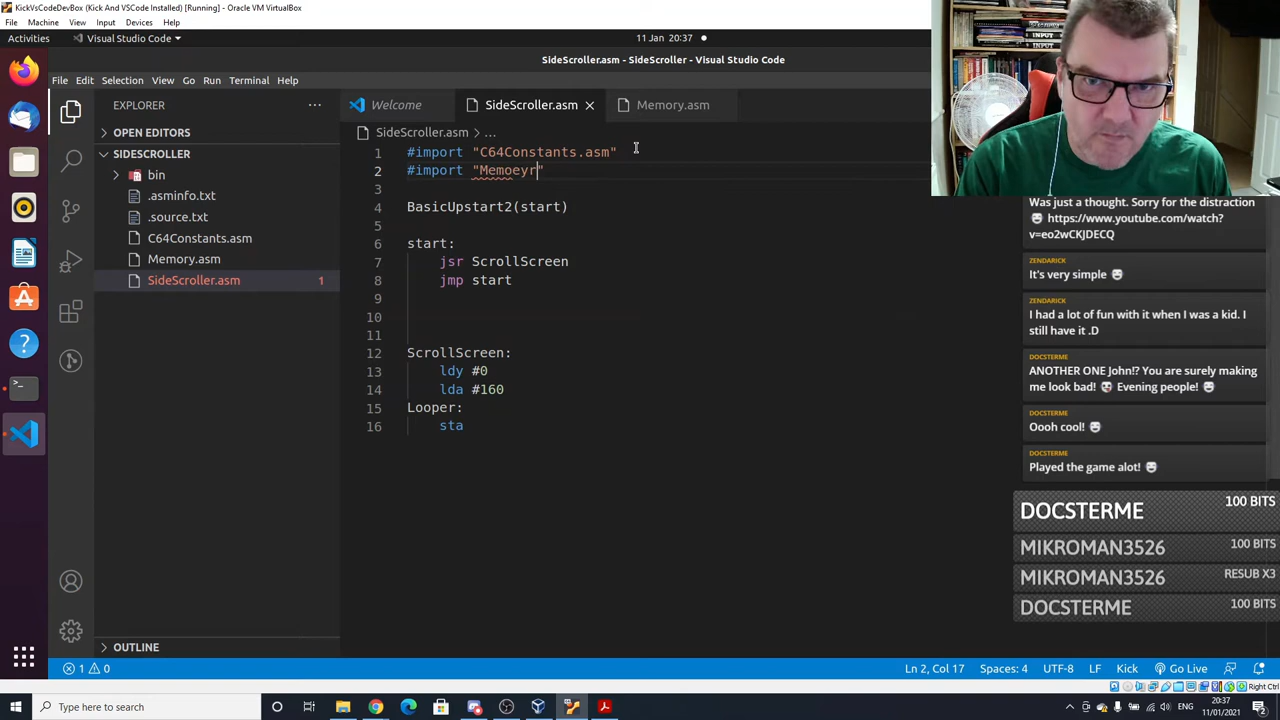 KickVsCodeDevBox (Kick And VSCode Installed) [Running] - Oracle VM VirtualBox
File Machine View Input Devices Help
Activities Visual Studio Code 11 Jan 20:37
SideScroller.asm - SideScroller - Visual Studio Code
File Edit Selection View Go Run Terminal Help
EXPLORER
OPEN EDITORS
SIDESCROLLER
bin
.asminfo.txt
.source.txt
C64Constants.asm
Memory.asm
SideScroller.asm 1
OUTLINE
Welcome SideScroller.asm Memory.asm
SideScroller.asm > ...
1 #import "C64Constants.asm"
2 #import "Memoeyr"
3
4 BasicUpstart2(start)
5
6 start:
7 jsr ScrollScreen
8 jmp start
9
10
11
12 ScrollScreen:
13 ldy #0
14 lda #160
15 Looper:
16 sta
INPUT
INPUT
Was just a thought. Sorry for the distraction
https://www.youtube.com/watch?
v=eo2wCKJDECQ
ZENDARICK
It's very simple
ZENDARICK
I had a lot of fun with it when I was a kid. I
still have it .D
DOCSTERME
ANOTHER ONE John!? You are surely making
me look bad! Evening people!
DOCSTERME
Oooh cool!
DOCSTERME
Played the game alot!
DOCSTERME 100 BITS
MIKROMAN3526 100 BITS
MIKROMAN3526 RESUB X3
DOCSTERME 100 BITS
1 0 Ln 2, Col 17 Spaces: 4 UTF-8 LF Kick Go Live
Right Ctrl
Type here to search
20:37
11/01/2021